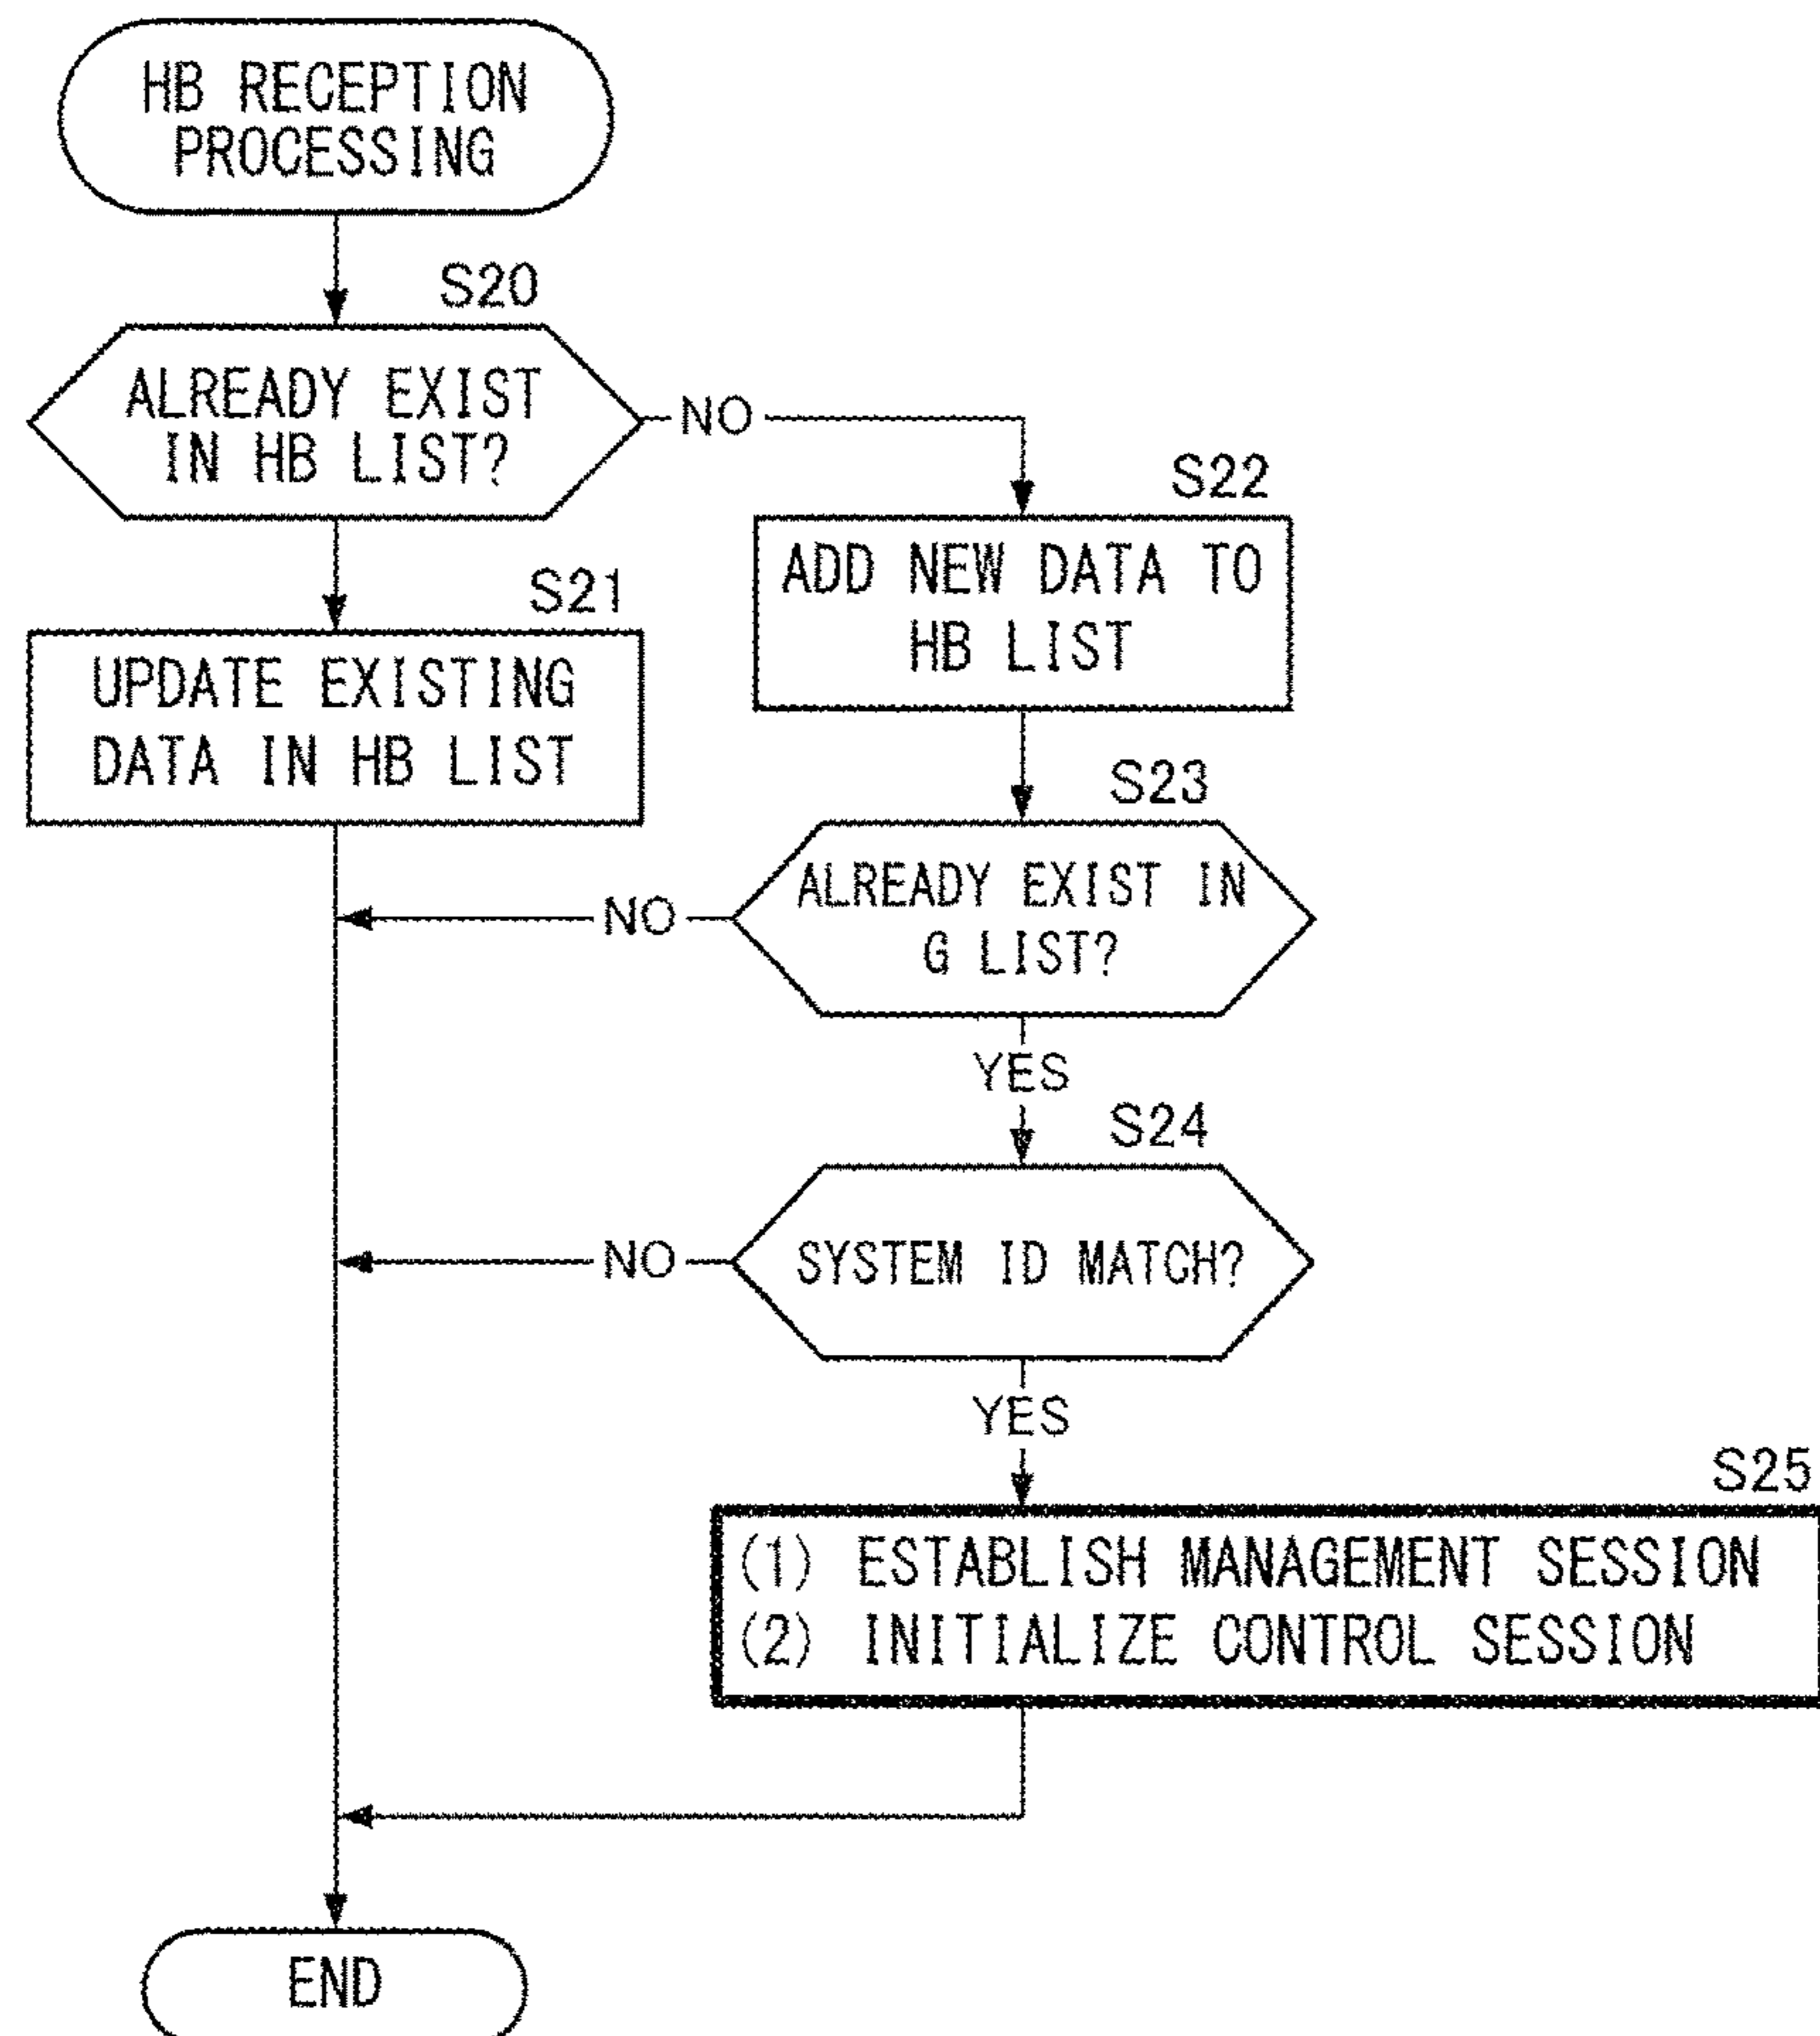 HB RECEPTION
PROCESSING
S20
ALREADY EXIST
IN HB LIST?
NO
S21
UPDATE EXISTING
DATA IN HB LIST
S22
ADD NEW DATA TO
HB LIST
S23
ALREADY EXIST IN
G LIST?
NO
YES
S24
SYSTEM ID MATCH?
NO
YES
S25
(1) ESTABLISH MANAGEMENT SESSION
(2) INITIALIZE CONTROL SESSION
END